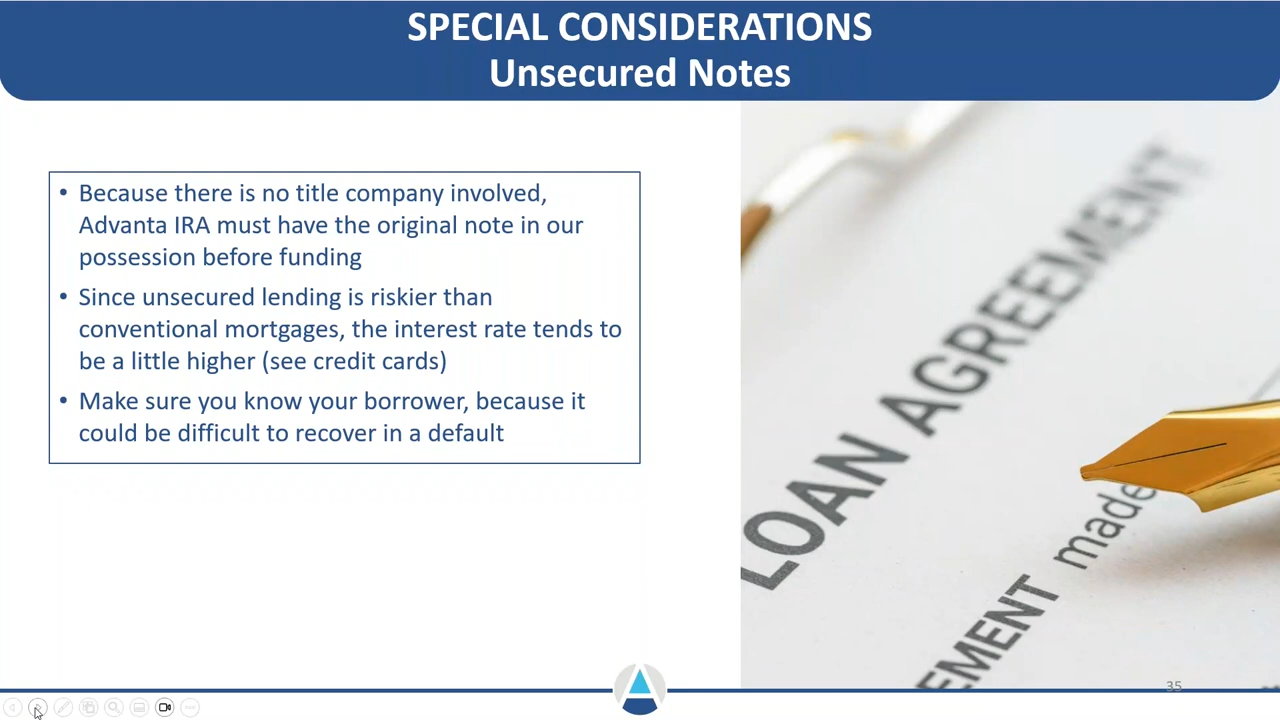 SPECIAL CONSIDERATIONS
Unsecured Notes
• Because there is no title company involved,
Advanta IRA must have the original note in our
possession before funding
• Since unsecured lending is riskier than
conventional mortgages, the interest rate tends to
be a little higher (see credit cards)
• Make sure you know your borrower, because it
could be difficult to recover in a default
LOAN AGREEMENT
EMENT made
35